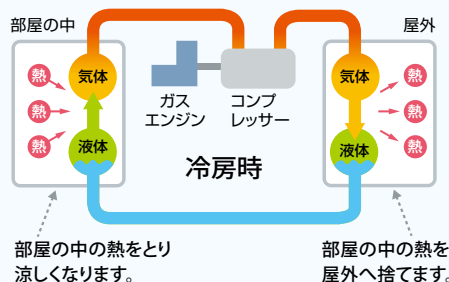 部屋の中
屋外
熱
熱
熱
気体
液体
ガス
エンジン
コンプ
レッサー
気体
液体
熱
熱
熱
冷房時
部屋の中の熱をとり
涼しくなります。
部屋の中の熱を
屋外へ捨てます。